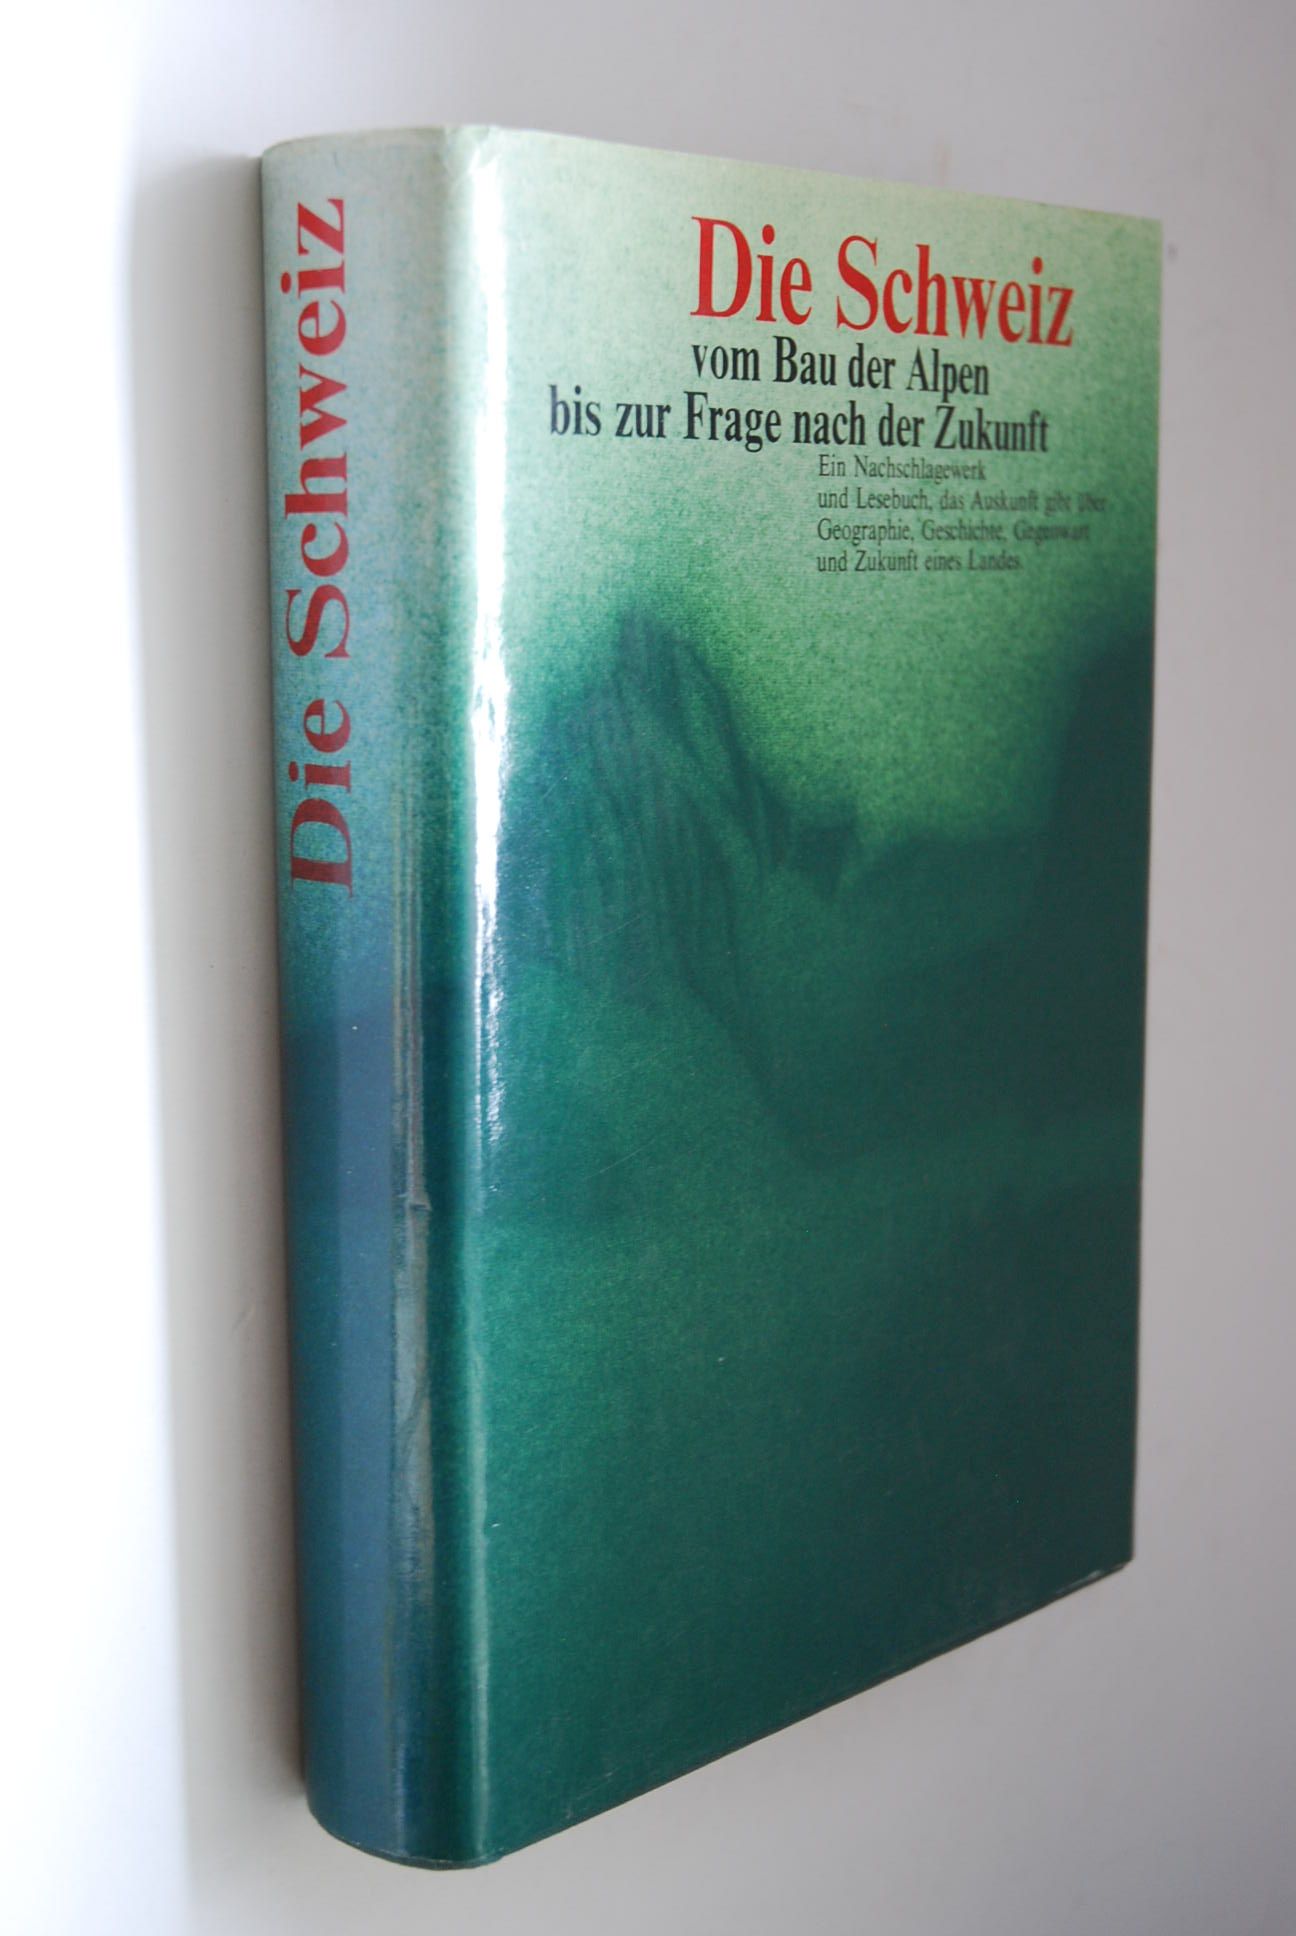 Die Schweiz
Die Schweiz
vom Bau der Alpen
bis zur Frage nach der Zukunft
Ein Nachschlagewerk
und Lesebuch, das Auskunft gibt über
Geographie, Geschichte, Gegenwart
und Zukunft eines Landes.